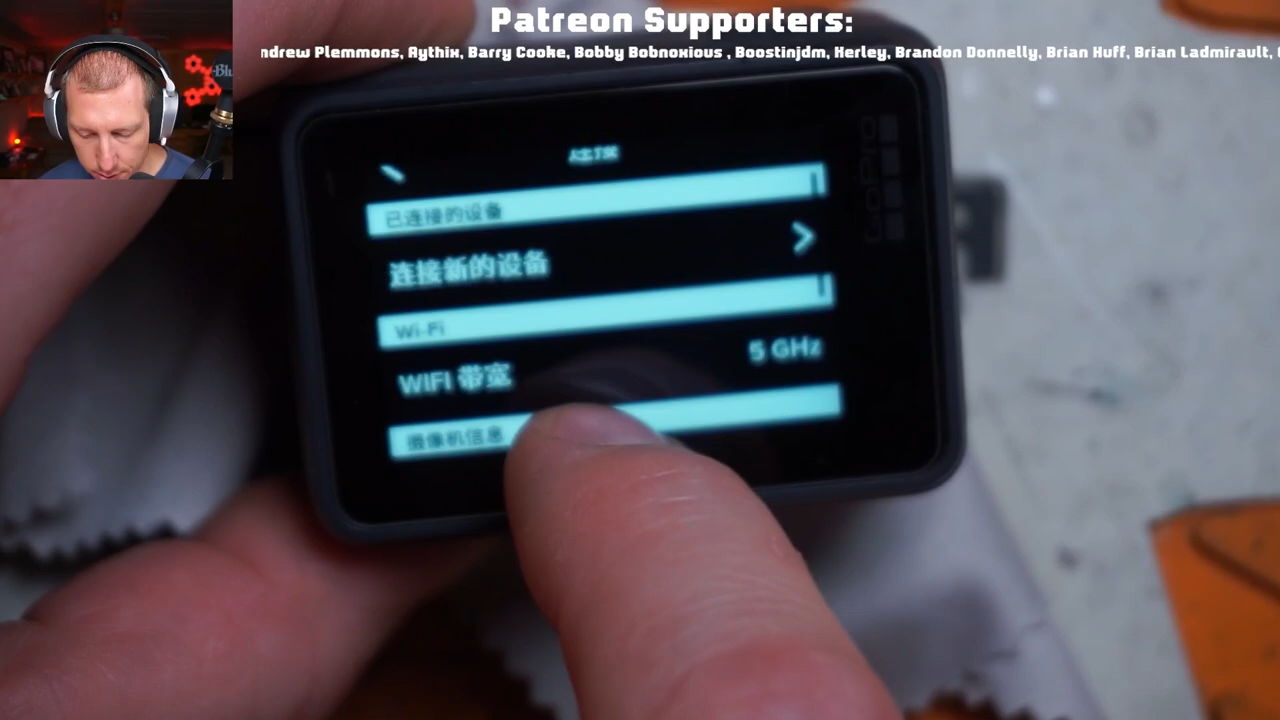 Patreon Supporters:
ndrew Plemmons, Aythix, Barry Cooke, Bobby Bobnoxious , Boostinjdm, Herley, Brandon Donnelly, Brian Huff, Brian Ladmirault,
Blu
GoPro
已连接的设备
连接新的设备
Wi-Fi
WIFI 带宽 5 GHz
摄像机信息